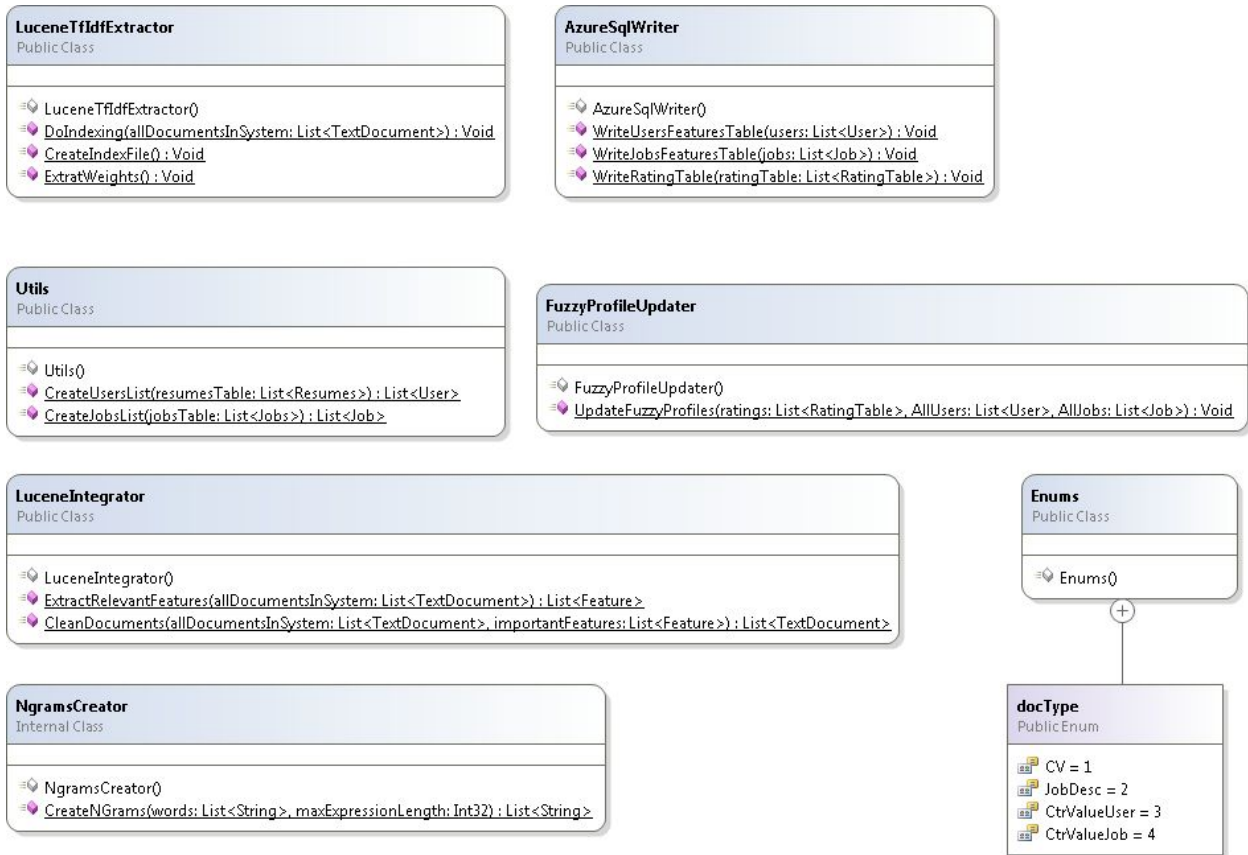 LuceneTfIdfExtractor
Public Class
LuceneTfIdfExtractor()
DoIndexing(allDocumentsInSystem: List<TextDocument>) : Void
CreateIndexFile() : Void
ExtratWeights() : Void
AzureSqlWriter
Public Class
AzureSqlWriter()
WriteUsersFeaturesTable(users: List<User>) : Void
WriteJobsFeaturesTable(jobs: List<Job>) : Void
WriteRatingTable(ratingTable: List<RatingTable>) : Void
Utils
Public Class
Utils()
CreateUsersList(resumesTable: List<Resumes>) : List<User>
CreateJobsList(jobsTable: List<Jobs>) : List<Job>
FuzzyProfileUpdater
Public Class
FuzzyProfileUpdater()
UpdateFuzzyProfiles(ratings: List<RatingTable>, AllUsers: List<User>, AllJobs: List<Job>) : Void
LuceneIntegrator
Public Class
LuceneIntegrator()
ExtractRelevantFeatures(allDocumentsInSystem: List<TextDocument>) : List<Feature>
CleanDocuments(allDocumentsInSystem: List<TextDocument>, importantFeatures: List<Feature>) : List<TextDocument>
Enums
Public Class
Enums()
NgramsCreator
Internal Class
NgramsCreator()
CreateNGrams(words: List<String>, maxExpressionLength: Int32) : List<String>
docType
Public Enum
CV = 1
JobDesc = 2
CtrValueUser = 3
CtrValueJob = 4